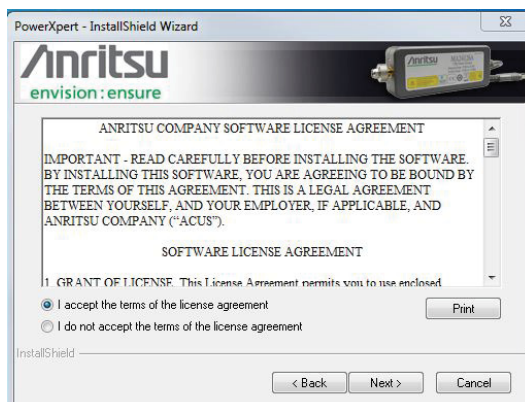 PowerXpert - InstallShield Wizard
Anritsu
envision : ensure
ANRITSU COMPANY SOFTWARE LICENSE AGREEMENT
IMPORTANT - READ CAREFULLY BEFORE INSTALLING THE SOFTWARE.
BY INSTALLING THIS SOFTWARE, YOU ARE AGREEING TO BE BOUND BY
THE TERMS OF THIS AGREEMENT. THIS IS A LEGAL AGREEMENT
BETWEEN YOURSELF, AND YOUR EMPLOYER, IF APPLICABLE, AND
ANRITSU COMPANY (“ACUS”).
SOFTWARE LICENSE AGREEMENT
1. GRANT OF LICENSE. This License Agreement permits you to use enclosed
I accept the terms of the license agreement
Print
I do not accept the terms of the license agreement
InstallShield
< Back
Next >
Cancel